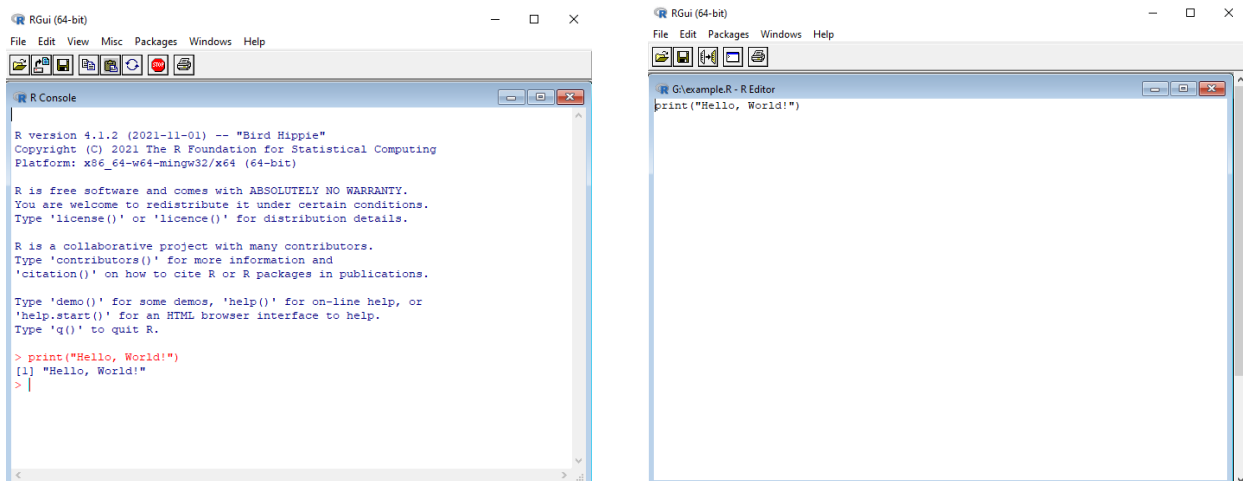 RGui (64-bit)
File Edit View Misc Packages Windows Help
STOP
R Console
R version 4.1.2 (2021-11-01) -- "Bird Hippie"
Copyright (C) 2021 The R Foundation for Statistical Computing
Platform: x86_64-w64-mingw32/x64 (64-bit)
R is free software and comes with ABSOLUTELY NO WARRANTY.
You are welcome to redistribute it under certain conditions.
Type 'license()' or 'licence()' for distribution details.
R is a collaborative project with many contributors.
Type 'contributors()' for more information and
'citation()' on how to cite R or R packages in publications.
Type 'demo()' for some demos, 'help()' for on-line help, or
'help.start()' for an HTML browser interface to help.
Type 'q()' to quit R.
> print("Hello, World!")
[1] "Hello, World!"
>
RGui (64-bit)
File Edit Packages Windows Help
G:\example.R - R Editor
print("Hello, World!")